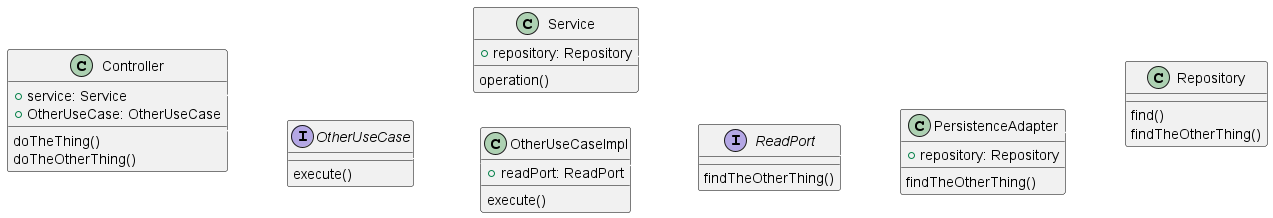 C Controller
+ service: Service
+ OtherUseCase: OtherUseCase
doTheThing()
doTheOtherThing()
I OtherUseCase
execute()
C Service
+ repository: Repository
operation()
C OtherUseCaseImpl
+ readPort: ReadPort
execute()
I ReadPort
findTheOtherThing()
C PersistenceAdapter
+ repository: Repository
findTheOtherThing()
C Repository
find()
findTheOtherThing()